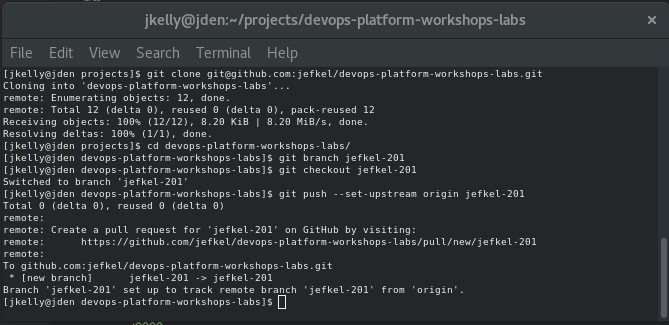 jkelly@jden:~/projects/devops-platform-workshops-labs
×
File Edit View Search Terminal Help
[jkelly@jden projects]$ git clone git@github.com:jefkel/devops-platform-workshops-labs.git
Cloning into 'devops-platform-workshops-labs'...
remote: Enumerating objects: 12, done.
remote: Total 12 (delta 0), reused 0 (delta 0), pack-reused 12
Receiving objects: 100% (12/12), 8.20 KiB | 8.20 MiB/s, done.
Resolving deltas: 100% (1/1), done.
[jkelly@jden projects]$ cd devops-platform-workshops-labs/
[jkelly@jden devops-platform-workshops-labs]$ git branch jefkel-201
[jkelly@jden devops-platform-workshops-labs]$ git checkout jefkel-201
Switched to branch 'jefkel-201'
[jkelly@jden devops-platform-workshops-labs]$ git push --set-upstream origin jefkel-201
Total 0 (delta 0), reused 0 (delta 0)
remote:
remote: Create a pull request for 'jefkel-201' on GitHub by visiting:
remote:      https://github.com/jefkel/devops-platform-workshops-labs/pull/new/jefkel-201
remote:
To github.com:jefkel/devops-platform-workshops-labs.git
 * [new branch]      jefkel-201 -> jefkel-201
Branch 'jefkel-201' set up to track remote branch 'jefkel-201' from 'origin'.
[jkelly@jden devops-platform-workshops-labs]$